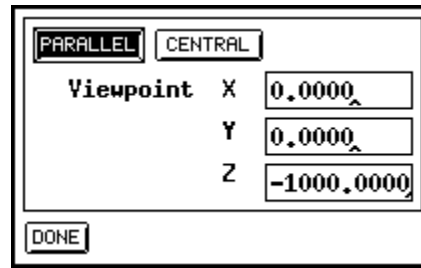 PARALLEL CENTRAL
Viewpoint X 0.0000
Y 0.0000
Z -1000.0000
DONE